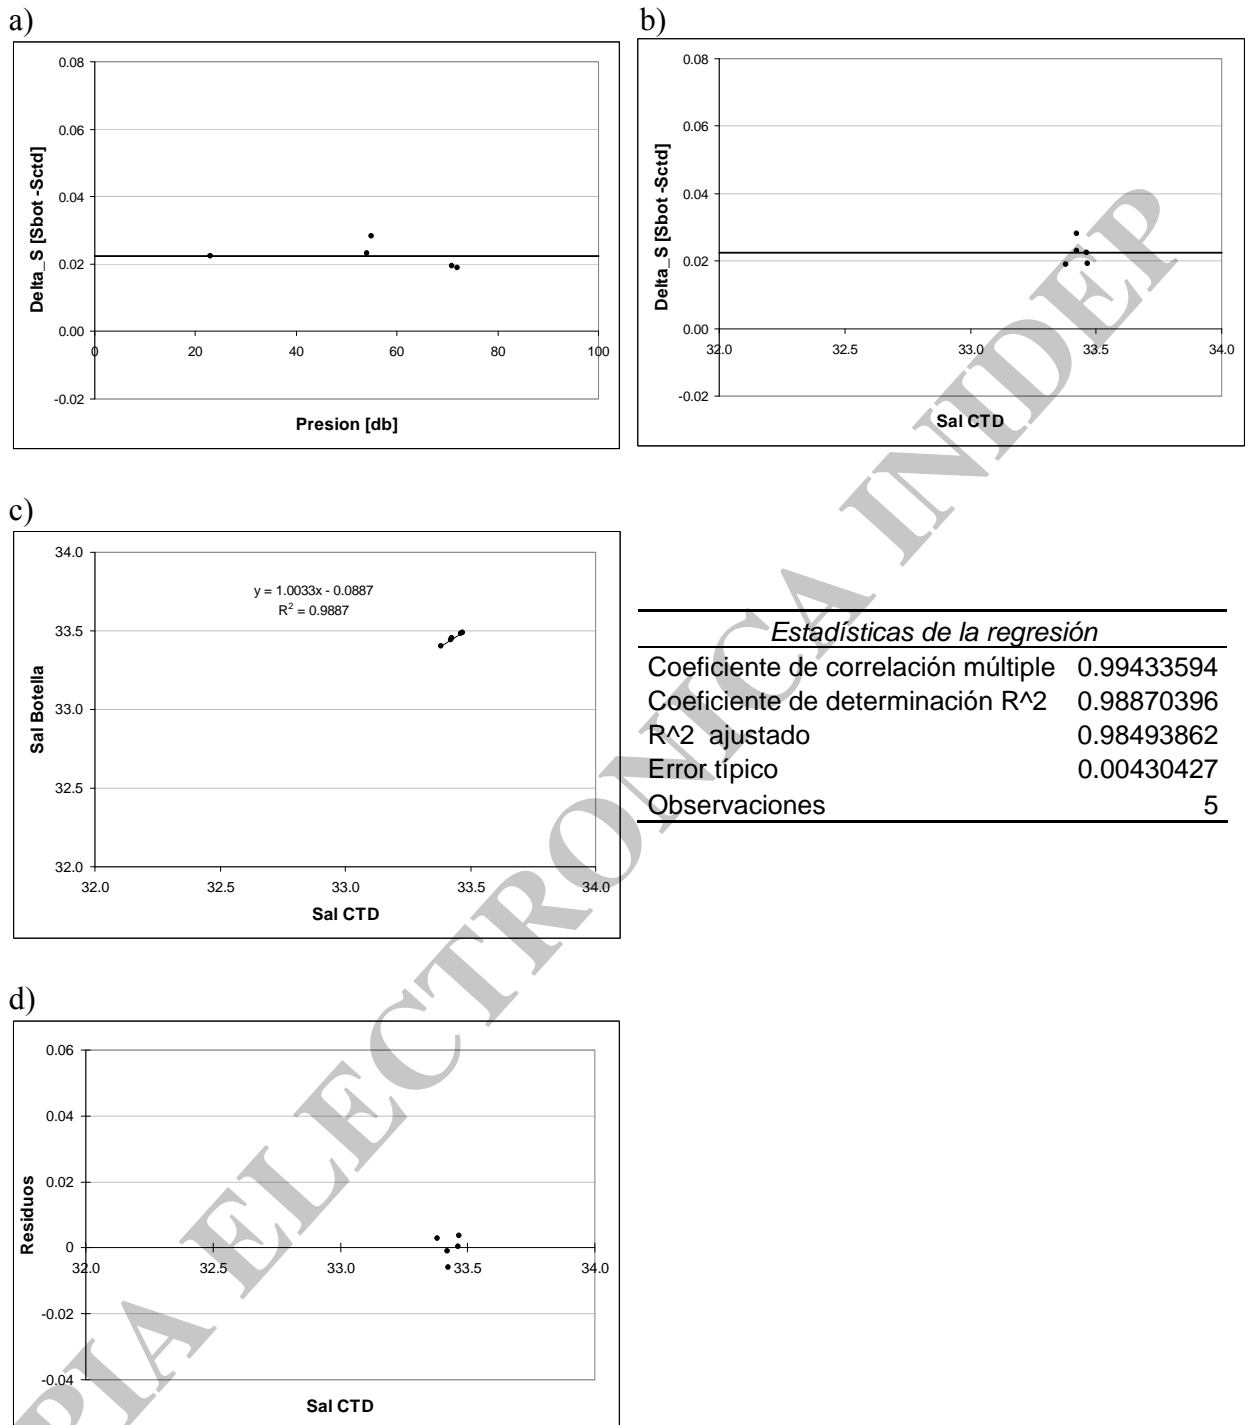 a)
0.08
0.06
0.04
0.02
0.00
-0.02
0
20
40
60
80
100
Delta_S [Sbot -Sctd]
Presion [db]
b)
0.08
0.06
0.04
0.02
0.00
-0.02
32.0
32.5
33.0
33.5
34.0
Delta_S [Sbot -Sctd]
Sal CTD
c)
34.0
33.5
33.0
32.5
32.0
32.0
32.5
33.0
33.5
34.0
y = 1.0033x - 0.0887
R² = 0.9887
Sal Botella
Sal CTD
Estadísticas de la regresión
Coeficiente de correlación múltiple 0.99433594
Coeficiente de determinación R^2 0.98870396
R^2 ajustado 0.98493862
Error típico 0.00430427
Observaciones 5
d)
0.06
0.04
0.02
0
-0.02
-0.04
32.0
32.5
33.0
33.5
34.0
Residuos
Sal CTD
PIA ELECTRONICA INIDEP